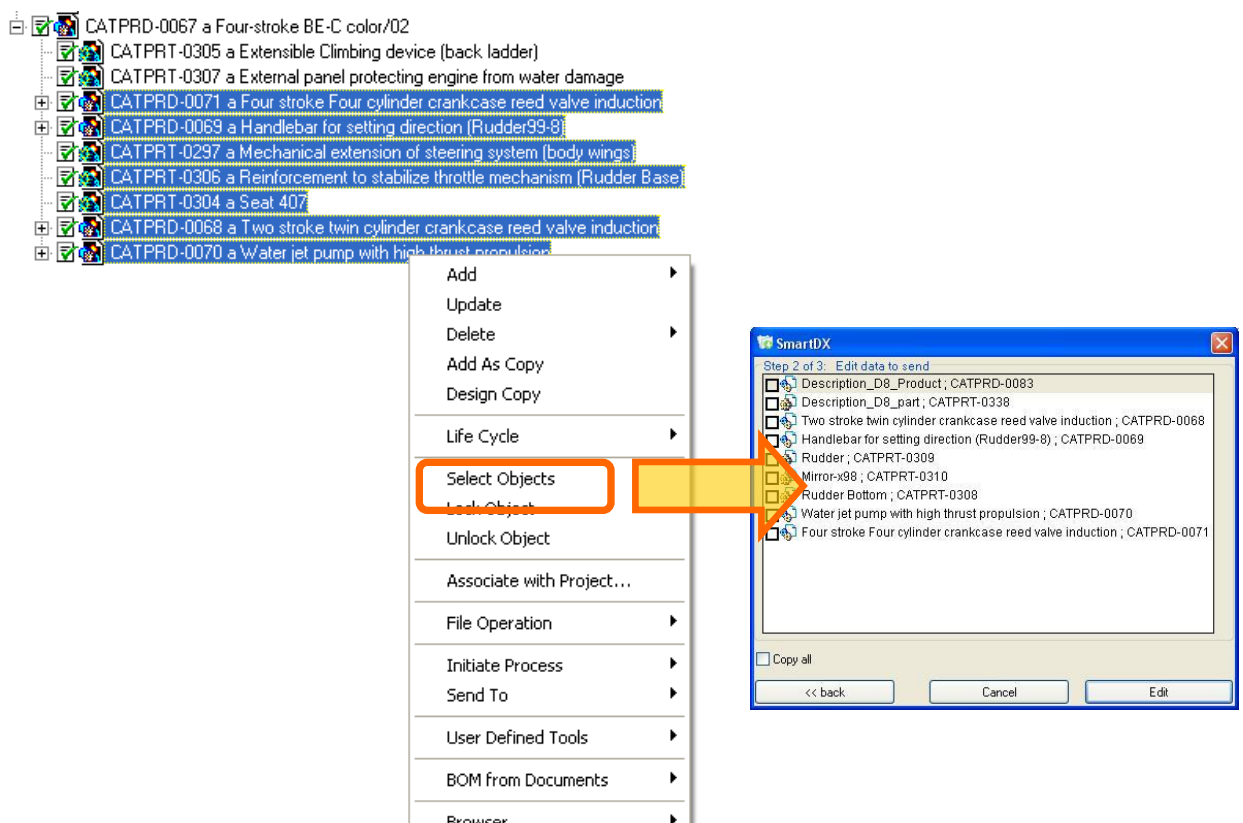 CATPRD-0067 a Four-stroke BE-C color/02
CATPRT-0305 a Extensible Climbing device (back ladder)
CATPRT-0307 a External panel protecting engine from water damage
CATPRD-0071 a Four stroke Four cylinder crankcase reed valve induction
CATPRD-0069 a Handlebar for setting direction (Rudder99-8)
CATPRT-0297 a Mechanical extension of steering system (body wings)
CATPRT-0306 a Reinforcement to stabilize throttle mechanism (Rudder Base)
CATPRT-0304 a Seat 407
CATPRD-0068 a Two stroke twin cylinder crankcase reed valve induction
CATPRD-0070 a Water jet pump with high thrust propulsion
Add
Update
Delete
Add As Copy
Design Copy
Life Cycle
Select Objects
Lock Object
Unlock Object
Associate with Project...
File Operation
Initiate Process
Send To
User Defined Tools
BOM from Documents
Browser
SmartDX
Step 2 of 3: Edit data to send
Description_D8_Product ; CATPRD-0083
Description_D8_part ; CATPRT-0338
Two stroke twin cylinder crankcase reed valve induction ; CATPRD-0068
Handlebar for setting direction (Rudder99-8) ; CATPRD-0069
Rudder ; CATPRT-0309
Mirror-x98 ; CATPRT-0310
Rudder Bottom ; CATPRT-0308
Water jet pump with high thrust propulsion ; CATPRD-0070
Four stroke Four cylinder crankcase reed valve induction ; CATPRD-0071
Copy all
<< back
Cancel
Edit